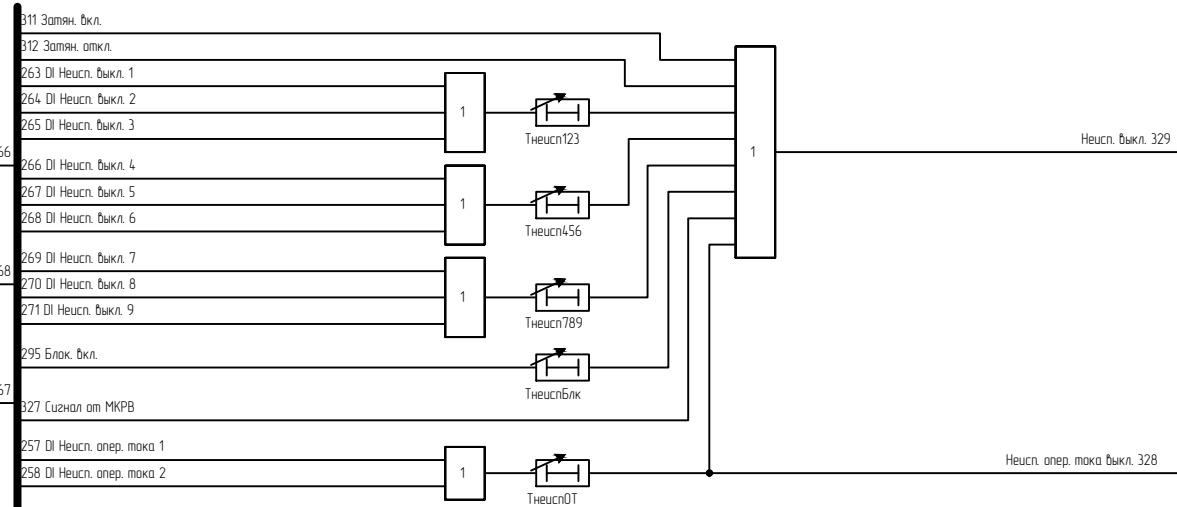 311 Затян. вкл.
312 Затян. откл.
263 DI Неисп. выкл. 1
264 DI Неисп. выкл. 2
265 DI Неисп. выкл. 3
1
Тнеисп123
1
Неисп. выкл. 329
66
266 DI Неисп. выкл. 4
267 DI Неисп. выкл. 5
268 DI Неисп. выкл. 6
1
Тнеисп456
68
269 DI Неисп. выкл. 7
270 DI Неисп. выкл. 8
271 DI Неисп. выкл. 9
1
Тнеисп789
295 Блок. вкл.
ТнеиспБлк
67
327 Сигнал от МКРВ
257 DI Неисп. опер. тока 1
258 DI Неисп. опер. тока 2
1
ТнеиспОТ
Неисп. опер. тока выкл. 328